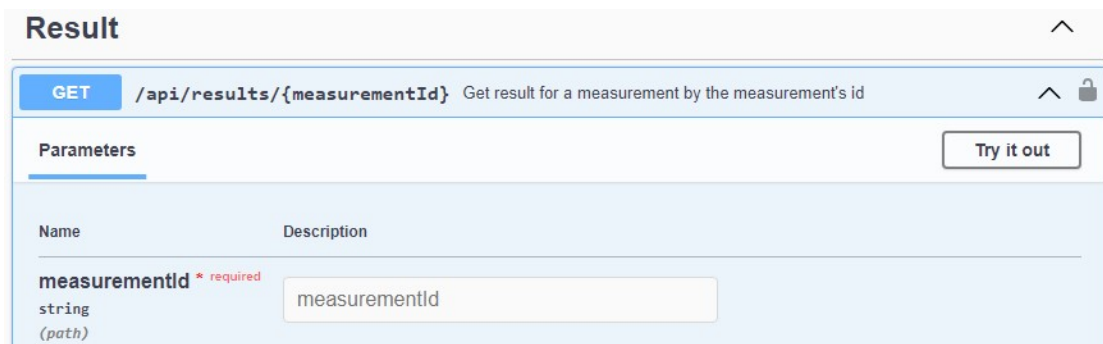 Result
GET /api/results/{measurementId} Get result for a measurement by the measurement's id
Parameters Try it out
Name Description
measurementId * required measurementId
string
(path)